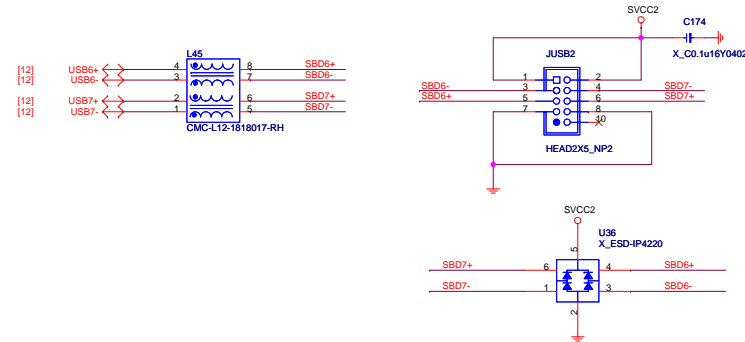 L45
[12] USB6+ 4 8 SBD6+
[12] USB6- 3 7 SBD6-
[12] USB7+ 2 6 SBD7+
[12] USB7- 1 5 SBD7-
CMC-L12-1818017-RH
SVCC2
C174
X_C0.1u16Y0402
JUSB2
1 2
SBD6- 3 4 SBD7-
SBD6+ 5 6 SBD7+
7 8
10
HEAD2X5_NP2
SVCC2
U36
X_ESD-IP4220
5
SBD7+ 6 4 SBD6+
SBD7- 1 3 SBD6-
2